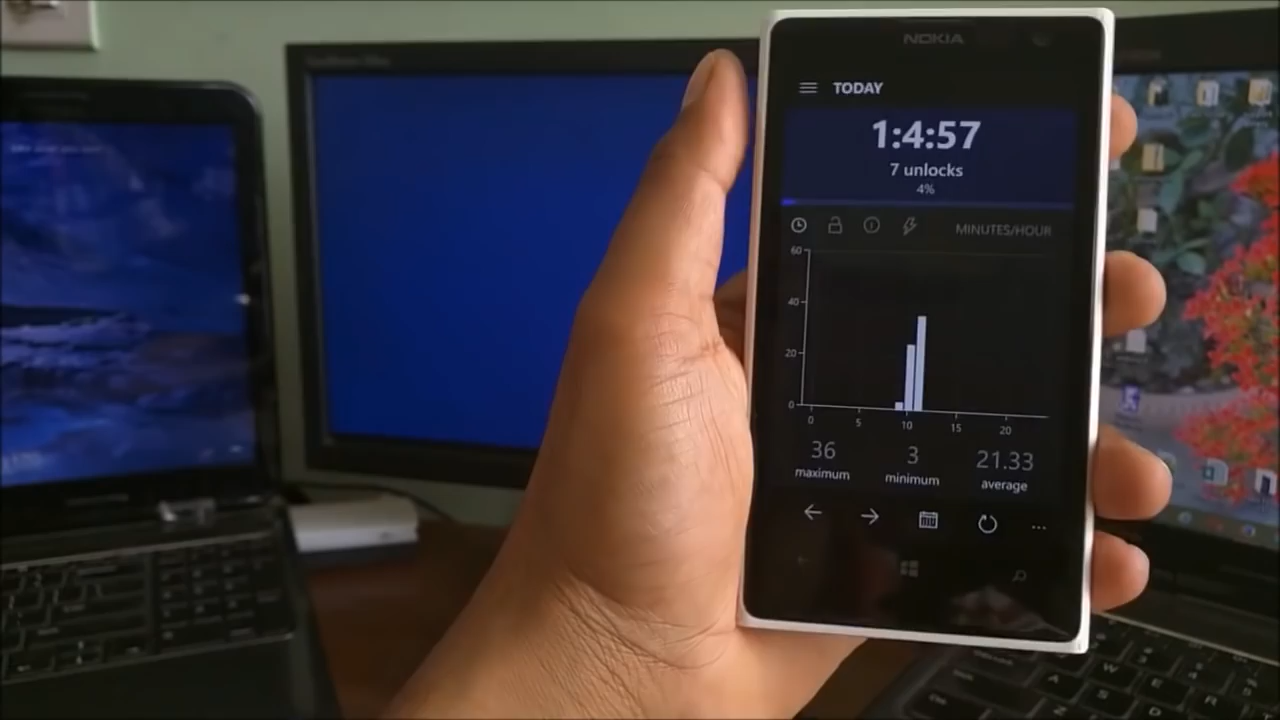 NOKIA
TODAY
1:4:57
7 unlocks
4%
MINUTES/HOUR
60
40
20
0
0 5 10 15 20
36 3 21.33
maximum minimum average
W E
A S D